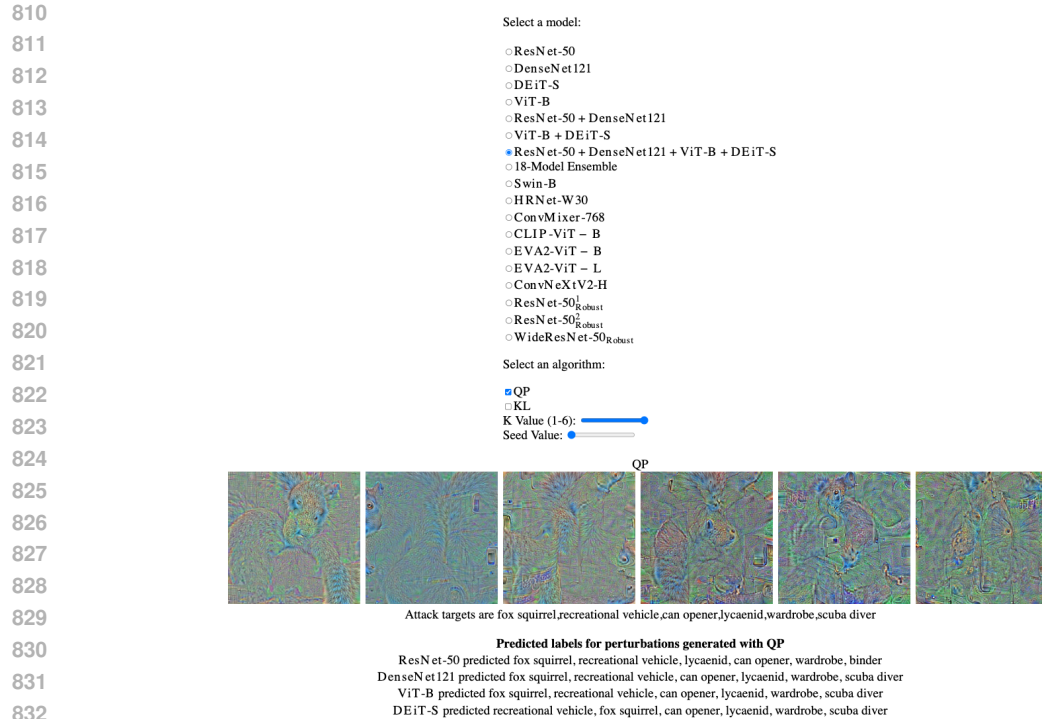 810
Select a model:
811
ResNet-50
812
DenseNet121
DEiT-S
813
ViT-B
ResNet-50 + DenseNet121
814
ViT-B + DEiT-S
ResNet-50 + DenseNet121 + ViT-B + DEiT-S
815
18-Model Ensemble
Swin-B
816
HRNet-W30
ConvMixer-768
817
CLIP-ViT – B
EVA2-ViT – B
818
EVA2-ViT – L
ConvNeXtV2-H
819
ResNet-50¹Robust
820
ResNet-50²Robust
WideResNet-50Robust
821
Select an algorithm:
822
QP
KL
823
K Value (1-6):
Seed Value:
824
QP
825
826
827
828
829
Attack targets are fox squirrel,recreational vehicle,can opener,lycaenid,wardrobe,scuba diver
830
Predicted labels for perturbations generated with QP
ResNet-50 predicted fox squirrel, recreational vehicle, lycaenid, can opener, wardrobe, binder
831
DenseNet121 predicted fox squirrel, recreational vehicle, can opener, lycaenid, wardrobe, scuba diver
ViT-B predicted fox squirrel, recreational vehicle, can opener, lycaenid, wardrobe, scuba diver
832
DEiT-S predicted recreational vehicle, fox squirrel, can opener, lycaenid, wardrobe, scuba diver